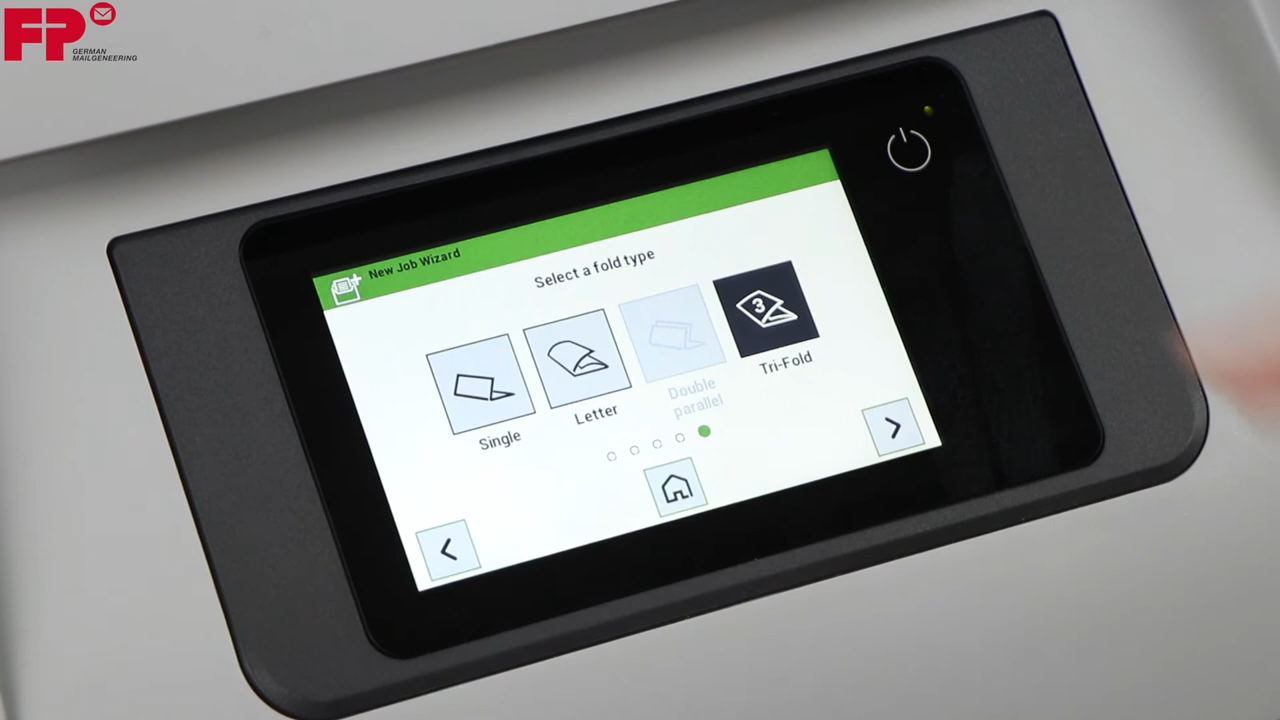 FP
GERMAN
MAILGENEERING
New Job Wizard
Select a fold type
3
Single
Letter
Double
parallel
Tri-Fold